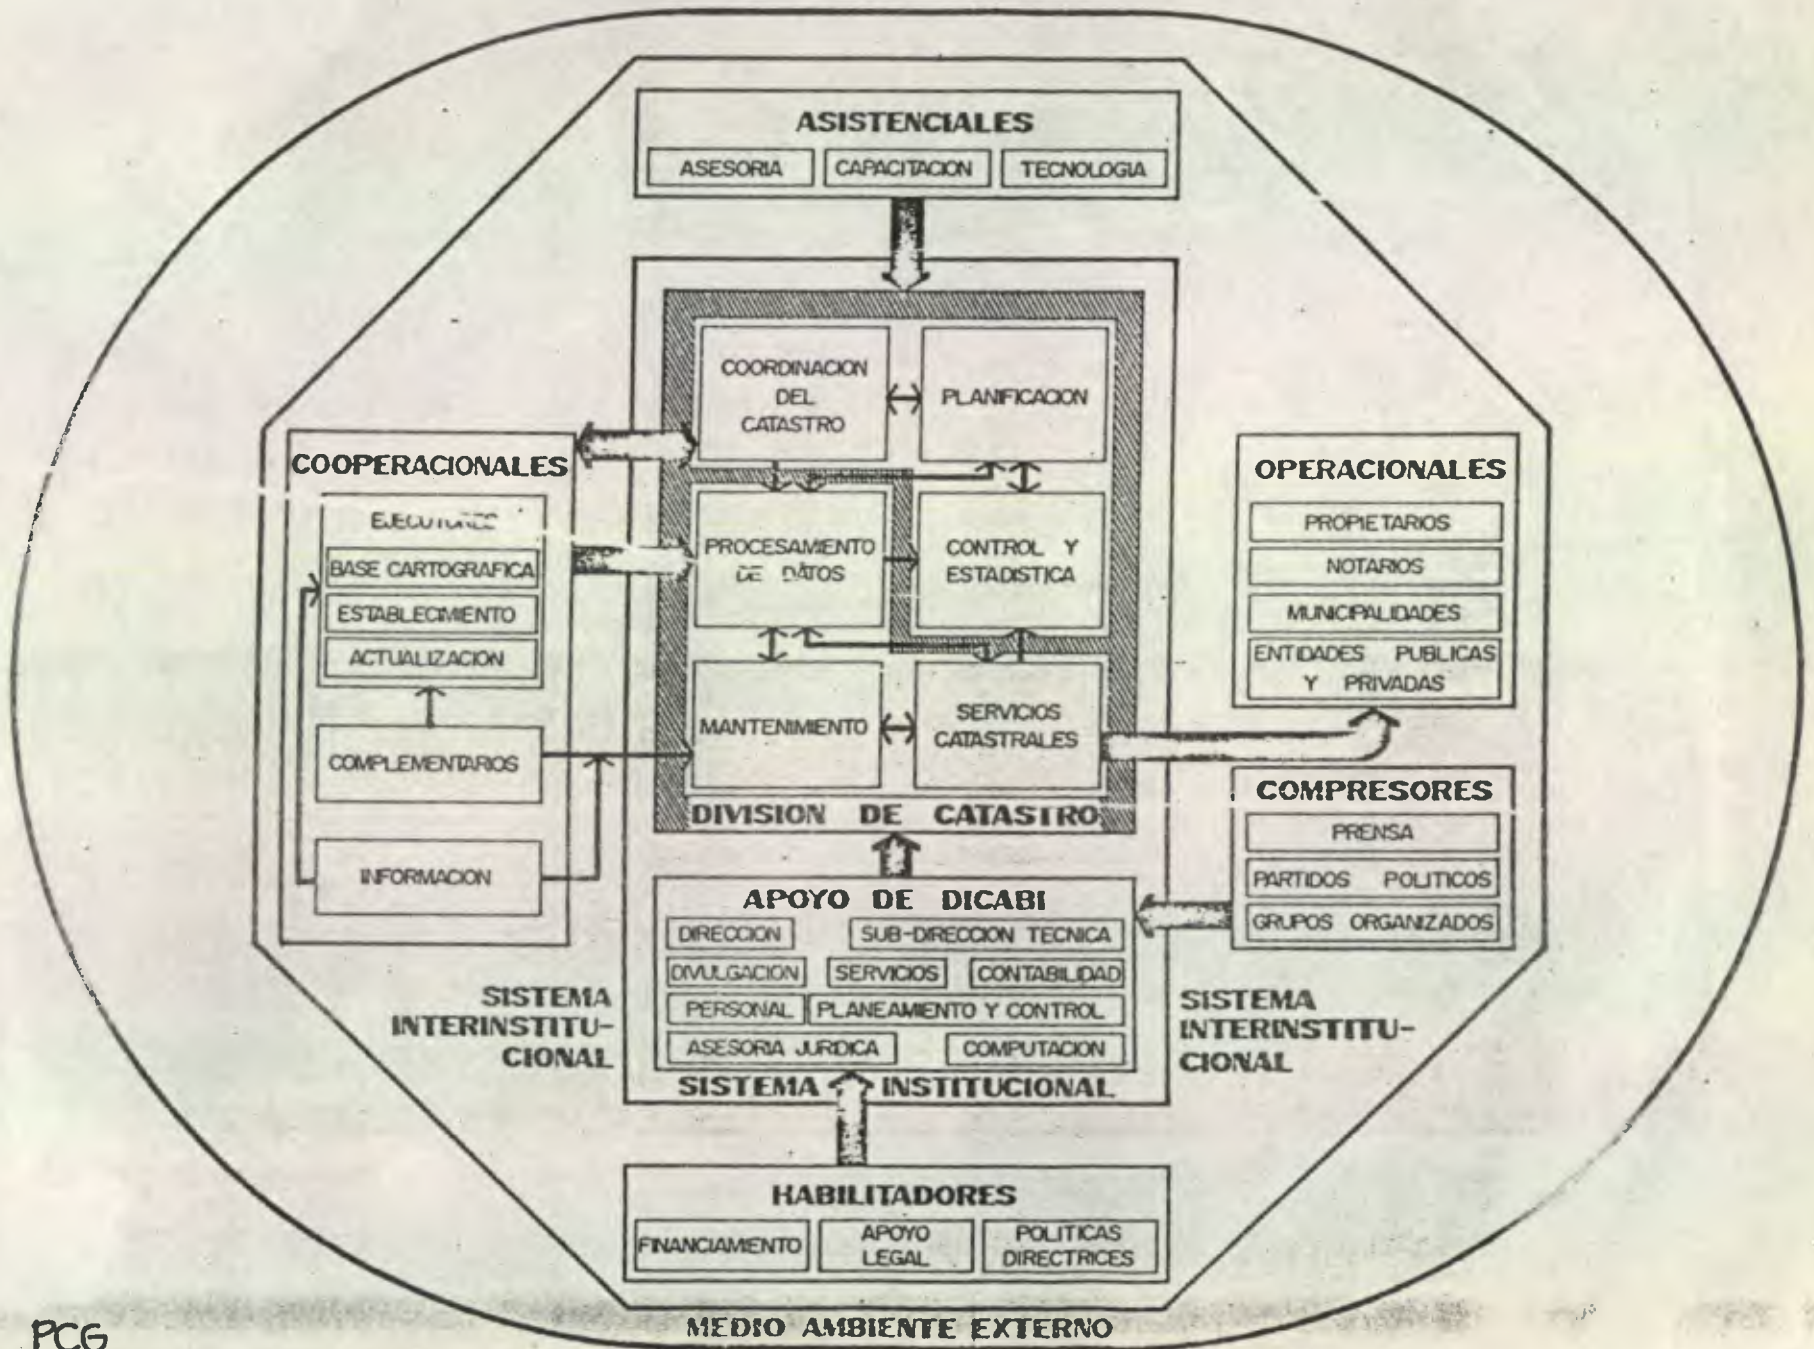 ASISTENCIALES
ASESORIA
CAPACITACION
TECNOLOGIA
COORDINACION
DEL
CATASTRO
PLANIFICACION
COOPERACIONALES
EJECUTORES
BASE CARTOGRAFICA
ESTABLECIMIENTO
ACTUALIZACION
COMPLEMENTARIOS
INFORMACION
PROCESAMIENTO
DE DATOS
CONTROL Y
ESTADISTICA
MANTENIMIENTO
SERVICIOS
CATASTRALES
DIVISION DE CATASTRO
OPERACIONALES
PROPIETARIOS
NOTARIOS
MUNICIPALIDADES
ENTIDADES PUBLICAS
Y PRIVADAS
COMPRESORES
PRENSA
PARTIDOS POLITICOS
GRUPOS ORGANIZADOS
APOYO DE DICABI
DIRECCION
SUB-DIRECCION TECNICA
DIVULGACION
SERVICIOS
CONTABILIDAD
PERSONAL
PLANEAMIENTO Y CONTROL
ASESORIA JURIDICA
COMPUTACION
SISTEMA INSTITUCIONAL
SISTEMA
INTERINSTITU-
CIONAL
SISTEMA
INTERINSTITU-
CIONAL
HABILITADORES
FINANCIAMIENTO
APOYO
LEGAL
POLITICAS
DIRECTRICES
MEDIO AMBIENTE EXTERNO
PCG